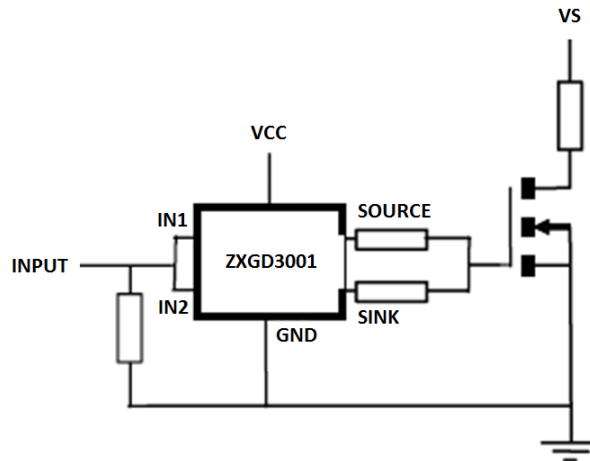 VS
VCC
IN1
SOURCE
INPUT
ZXGD3001
IN2
SINK
GND